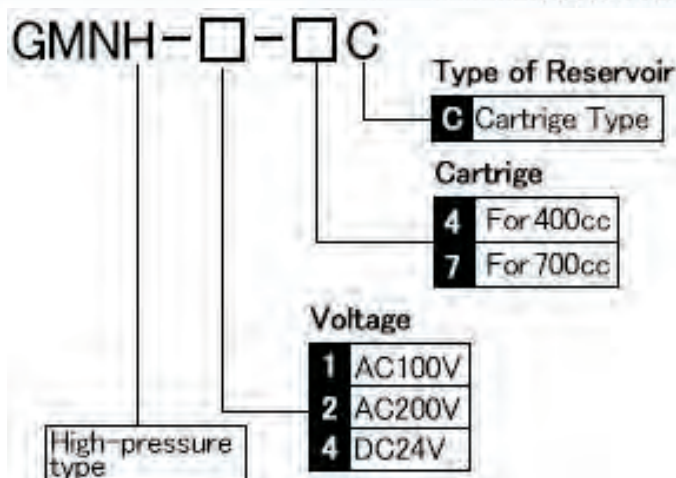 GMNH-□-□C
Type of Reservoir
C Cartrige Type
Cartrige
4 For 400cc
7 For 700cc
Voltage
1 AC100V
2 AC200V
4 DC24V
High-pressure
type